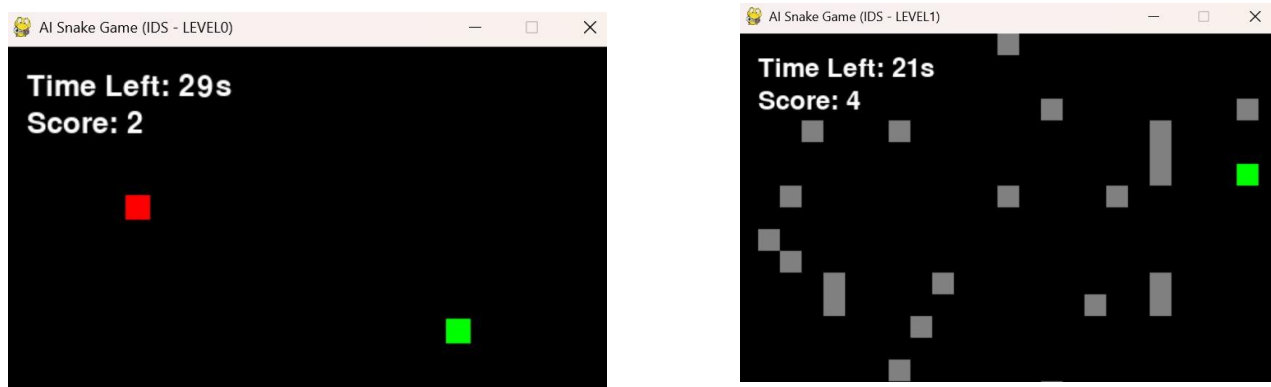 AI Snake Game (IDS - LEVEL0)
Time Left: 29s
Score: 2
AI Snake Game (IDS - LEVEL1)
Time Left: 21s
Score: 4